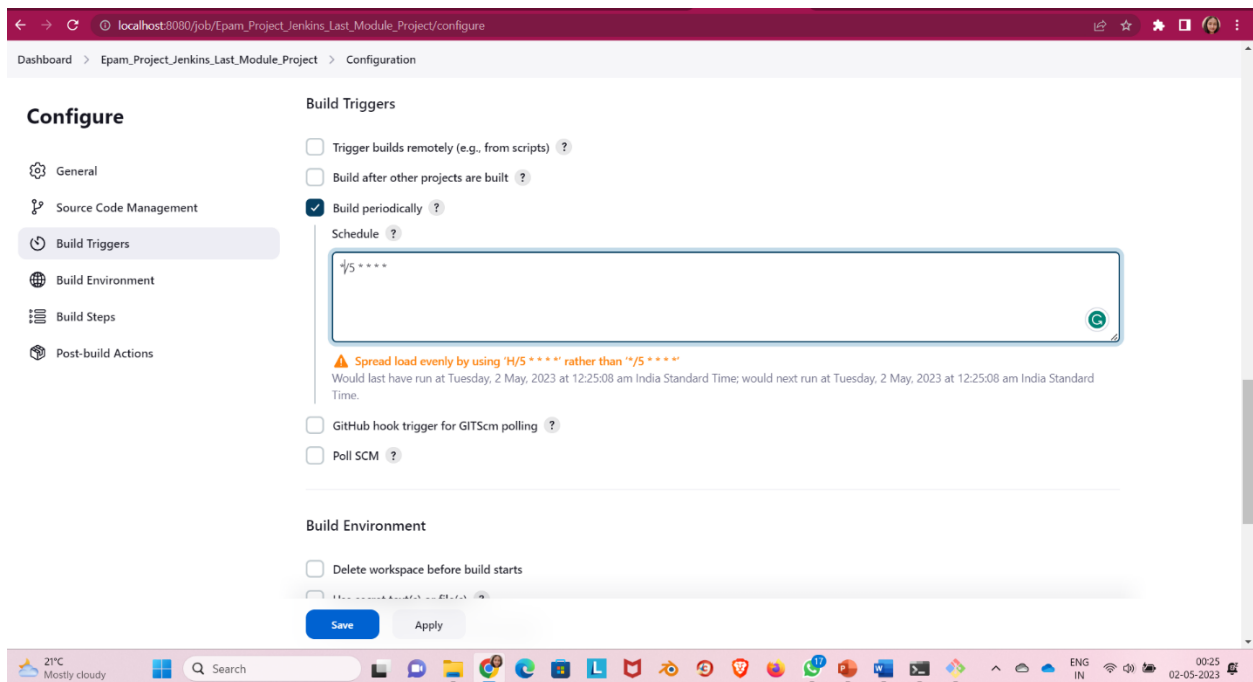 localhost:8080/job/Epam_Project_Jenkins_Last_Module_Project/configure
Dashboard > Epam_Project_Jenkins_Last_Module_Project > Configuration
Configure
General
Source Code Management
Build Triggers
Build Environment
Build Steps
Post-build Actions
Build Triggers
Trigger builds remotely (e.g., from scripts) ?
Build after other projects are built ?
Build periodically ?
Schedule ?
*/5 * * * *
Spread load evenly by using ‘H/5 * * * *’ rather than ‘*/5 * * * *’
Would last have run at Tuesday, 2 May, 2023 at 12:25:08 am India Standard Time; would next run at Tuesday, 2 May, 2023 at 12:25:08 am India Standard
Time.
GitHub hook trigger for GITScm polling ?
Poll SCM ?
Build Environment
Delete workspace before build starts
Use secret text(s) or file(s) ?
Save
Apply
21°C
Mostly cloudy
Search
17
ENG
IN
00:25
02-05-2023